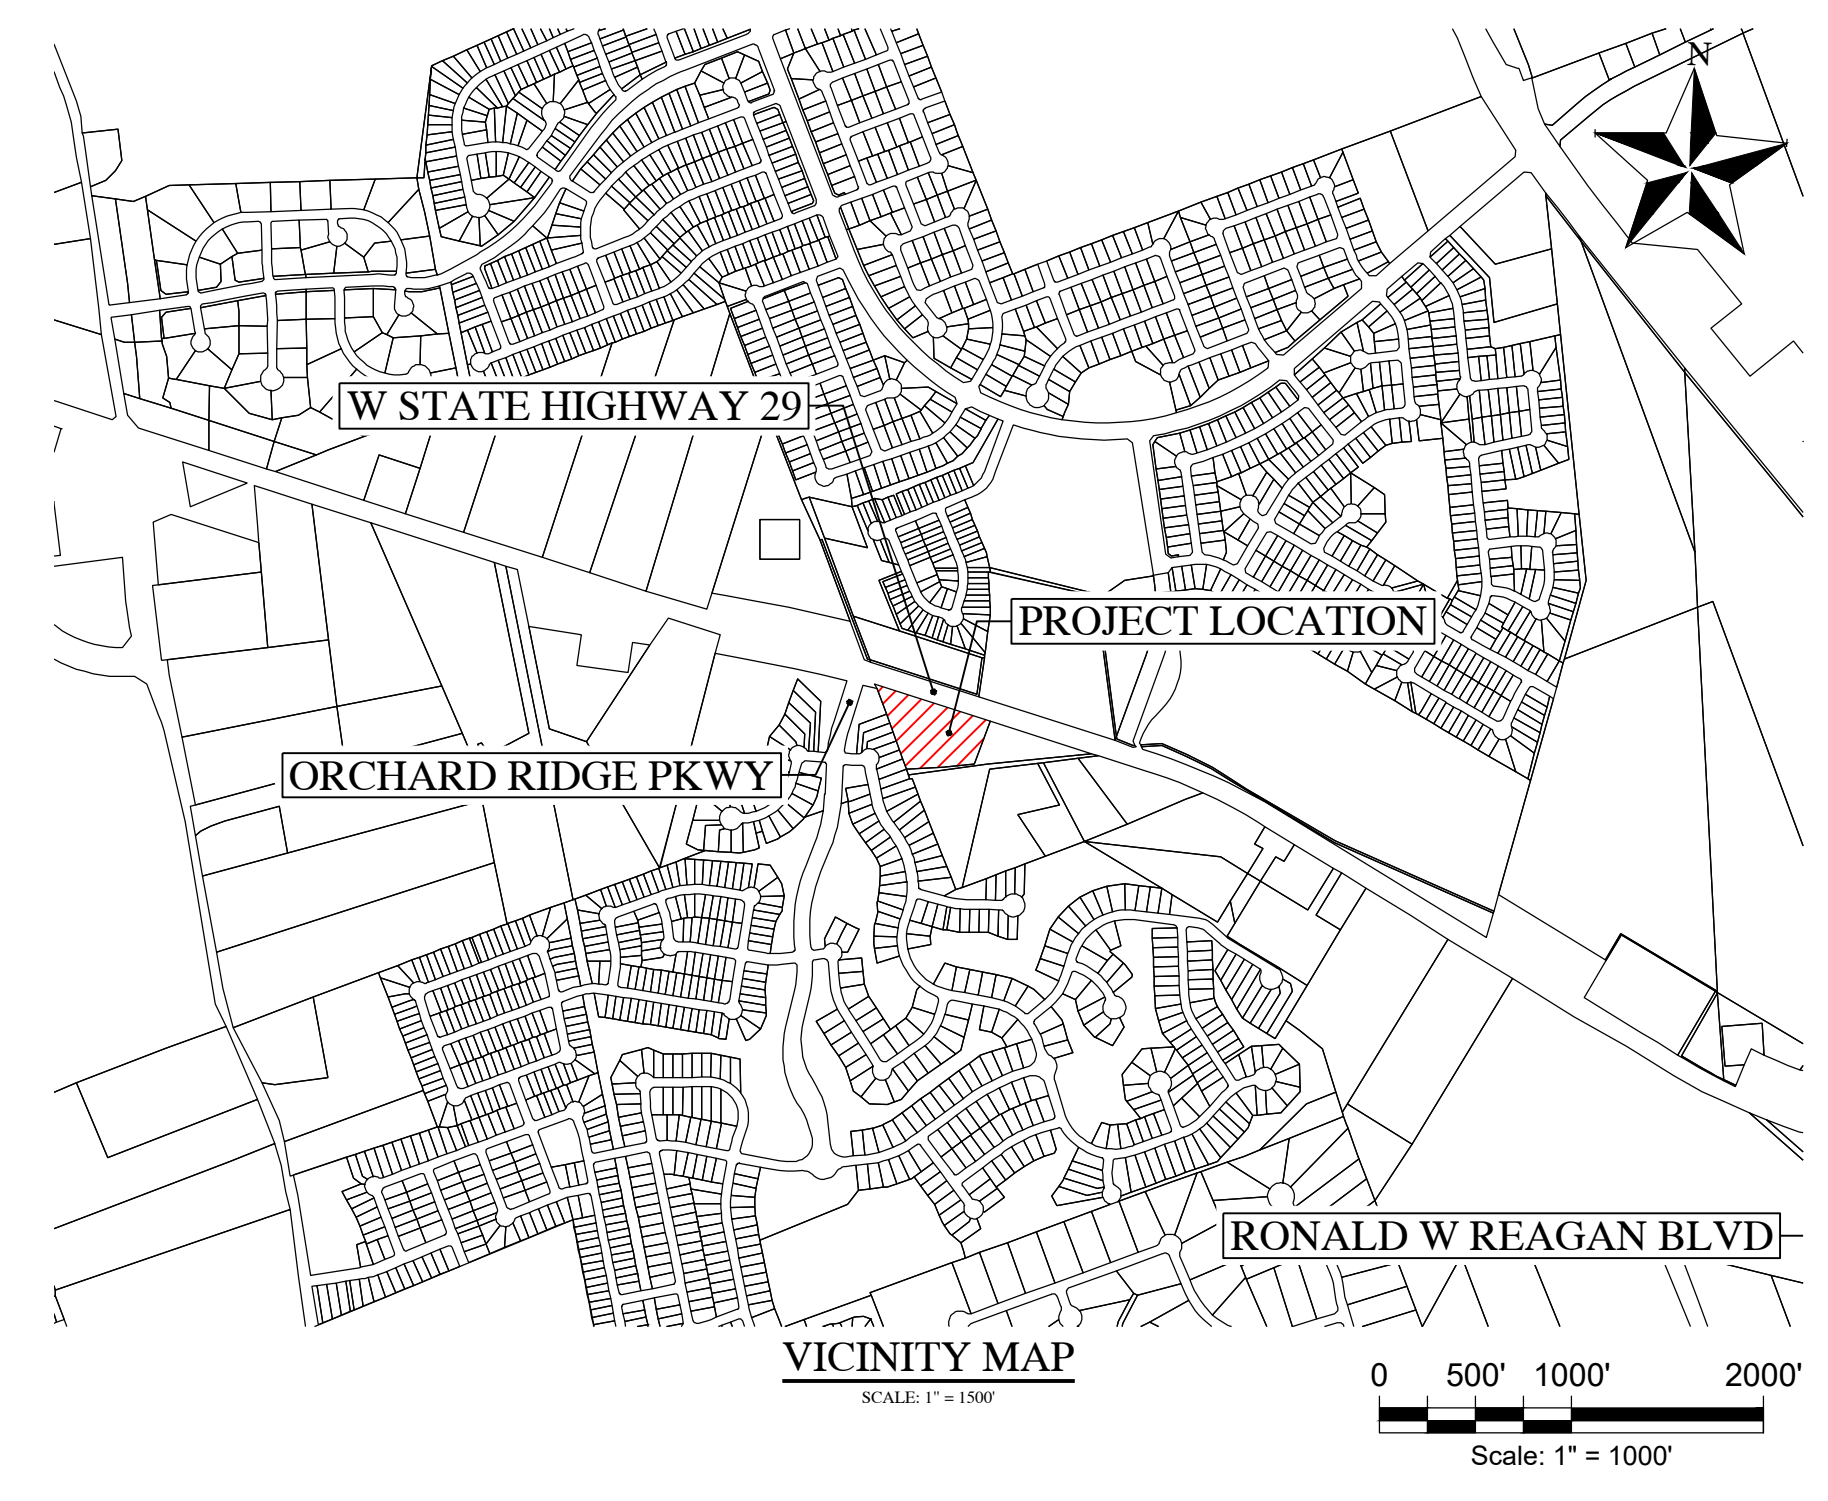 N
W STATE HIGHWAY 29
PROJECT LOCATION
ORCHARD RIDGE PKWY
RONALD W REAGAN BLVD
VICINITY MAP
SCALE: 1" = 1500'
0 500' 1000' 2000'
Scale: 1" = 1000'